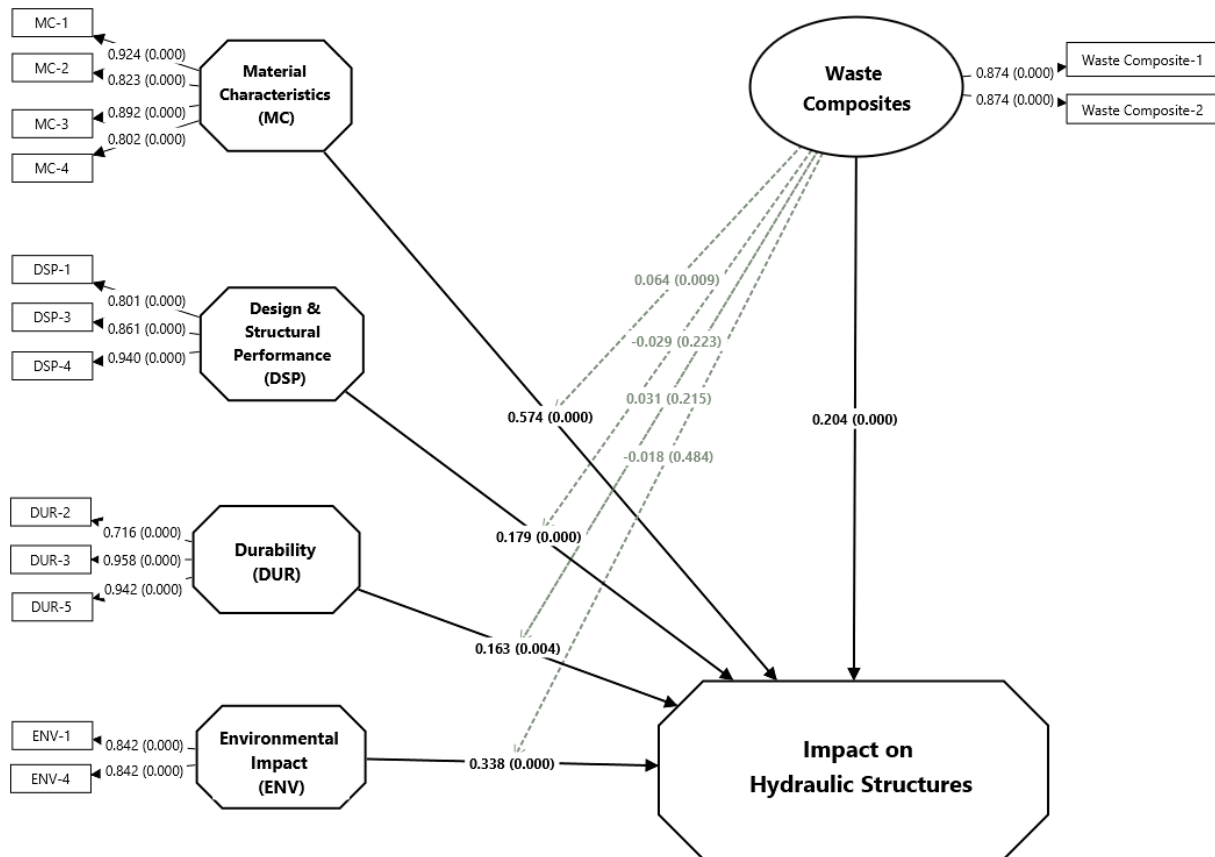 MC-1
0.924 (0.000)
MC-2
0.823 (0.000)
MC-3
0.892 (0.000)
MC-4
0.802 (0.000)
Material
Characteristics
(MC)
Waste
Composites
0.874 (0.000)
Waste Composite-1
0.874 (0.000)
Waste Composite-2
DSP-1
0.801 (0.000)
DSP-3
0.861 (0.000)
DSP-4
0.940 (0.000)
Design &
Structural
Performance
(DSP)
0.064 (0.009)
-0.029 (0.223)
0.031 (0.215)
-0.018 (0.484)
0.574 (0.000)
0.204 (0.000)
0.179 (0.000)
DUR-2
0.716 (0.000)
DUR-3
0.958 (0.000)
DUR-5
0.942 (0.000)
Durability
(DUR)
0.163 (0.004)
ENV-1
0.842 (0.000)
ENV-4
0.842 (0.000)
Environmental
Impact
(ENV)
0.338 (0.000)
Impact on
Hydraulic Structures